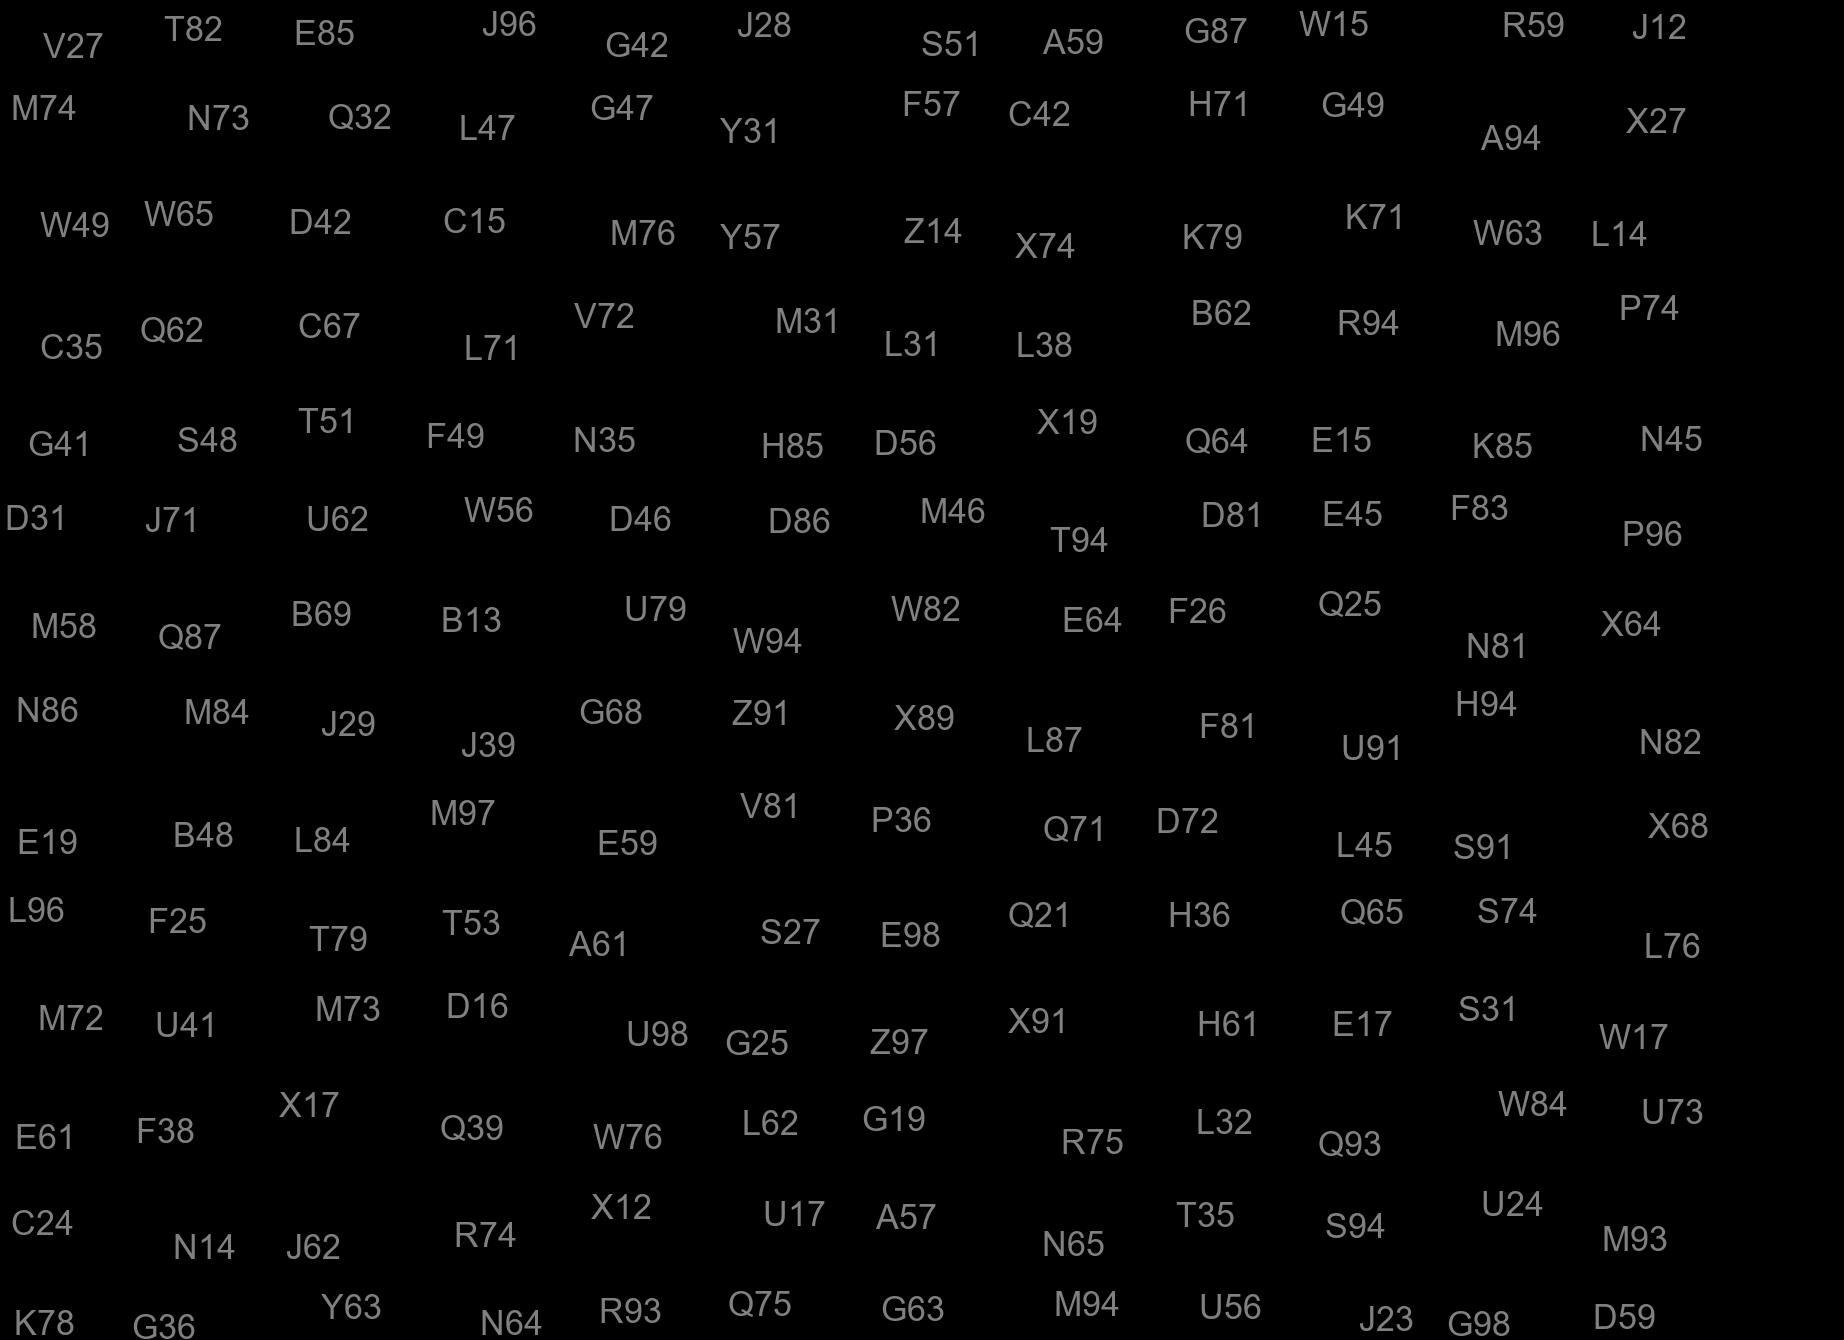 V27 T82 E85 J96 G42 J28 S51 A59 G87 W15 R59 J12
M74 N73 Q32 L47 G47 Y31 F57 C42 H71 G49 A94 X27
W49 W65 D42 C15 M76 Y57 Z14 X74 K79 K71 W63 L14
C35 Q62 C67 L71 V72 M31 L31 L38 B62 R94 M96 P74
G41 S48 T51 F49 N35 H85 D56 X19 Q64 E15 K85 N45
D31 J71 U62 W56 D46 D86 M46 T94 D81 E45 F83 P96
M58 Q87 B69 B13 U79 W94 W82 E64 F26 Q25 N81 X64
N86 M84 J29 J39 G68 Z91 X89 L87 F81 U91 H94 N82
E19 B48 L84 M97 E59 V81 P36 Q71 D72 L45 S91 X68
L96 F25 T79 T53 A61 S27 E98 Q21 H36 Q65 S74 L76
M72 U41 M73 D16 U98 G25 Z97 X91 H61 E17 S31 W17
E61 F38 X17 Q39 W76 L62 G19 R75 L32 Q93 W84 U73
C24 N14 J62 R74 X12 U17 A57 N65 T35 S94 U24 M93
K78 G36 Y63 N64 R93 Q75 G63 M94 U56 J23 G98 D59